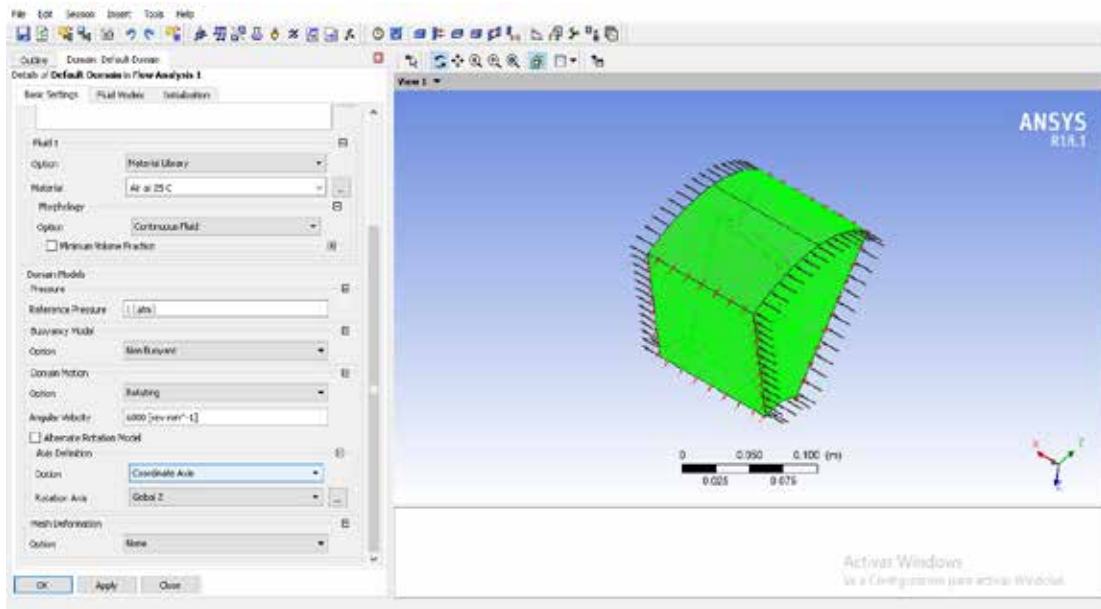 File Edit Session Insert Tools Help
Outline Domain: Default Domain
Details of Default Domain in Flow Analysis 1
Basic Settings Fluid Models Initialization
View 1
ANSYS
Fluid 1
Option Material Library
Material Air at 25 C
Morphology
Option Continuous Fluid
Minimum Volume Fraction
Domain Models
Pressure
Reference Pressure 1 [atm]
Buoyancy Model
Option Non Buoyant
Domain Motion
Option Rotating
Angular Velocity 6000 [rev min^-1]
Alternate Rotation Model
Axis Definition
Option Coordinate Axis
Rotation Axis Global Z
Mesh Deformation
Option None
0 0.050 0.100 (m)
0.025 0.075
OK Apply Close
Activar Windows